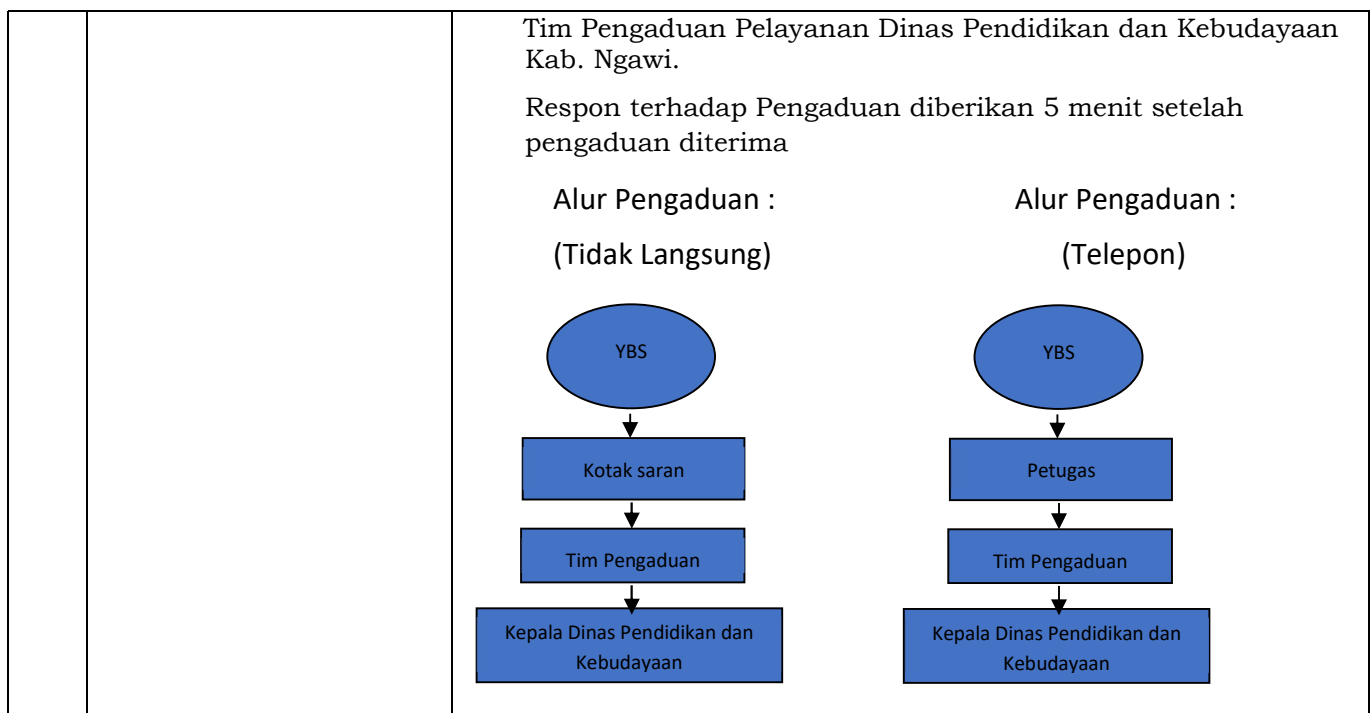 Tim Pengaduan Pelayanan Dinas Pendidikan dan Kebudayaan
Kab. Ngawi.
Respon terhadap Pengaduan diberikan 5 menit setelah
pengaduan diterima
Alur Pengaduan :
(Tidak Langsung)
YBS
Kotak saran
Tim Pengaduan
Kepala Dinas Pendidikan dan
Kebudayaan
Alur Pengaduan :
(Telepon)
YBS
Petugas
Tim Pengaduan
Kepala Dinas Pendidikan dan
Kebudayaan